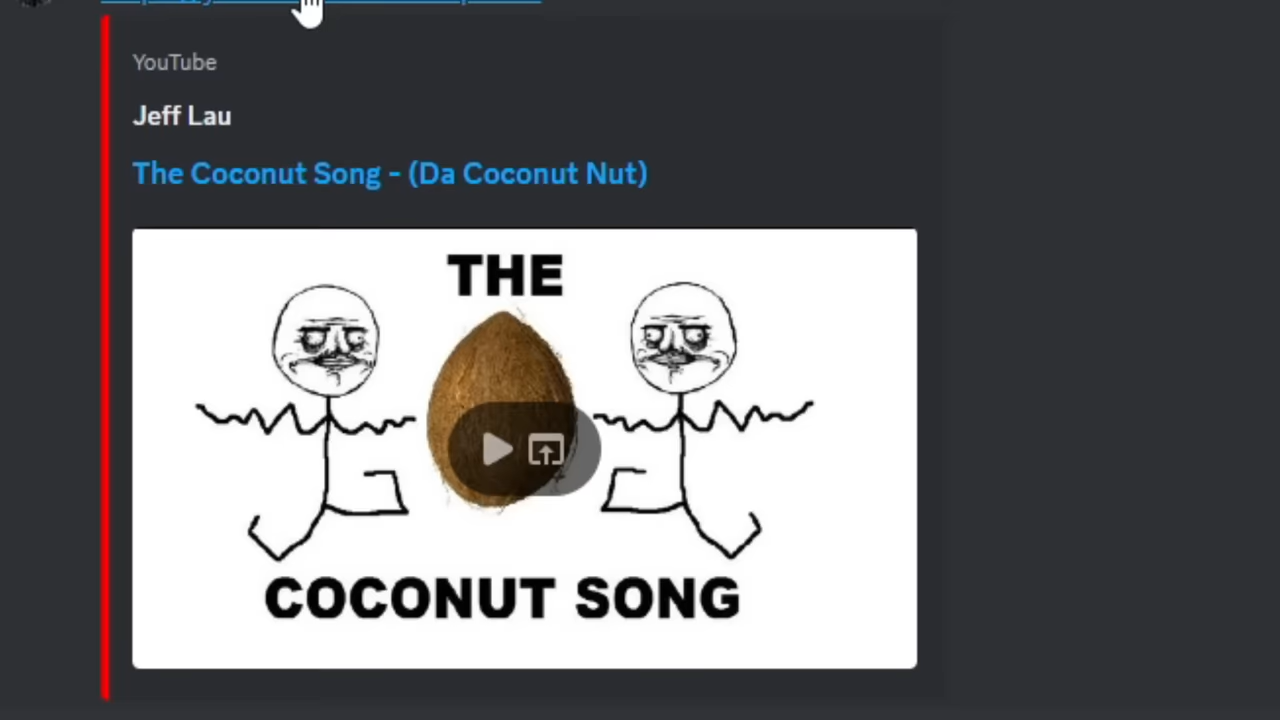 YouTube
Jeff Lau
The Coconut Song - (Da Coconut Nut)
THE
COCONUT SONG